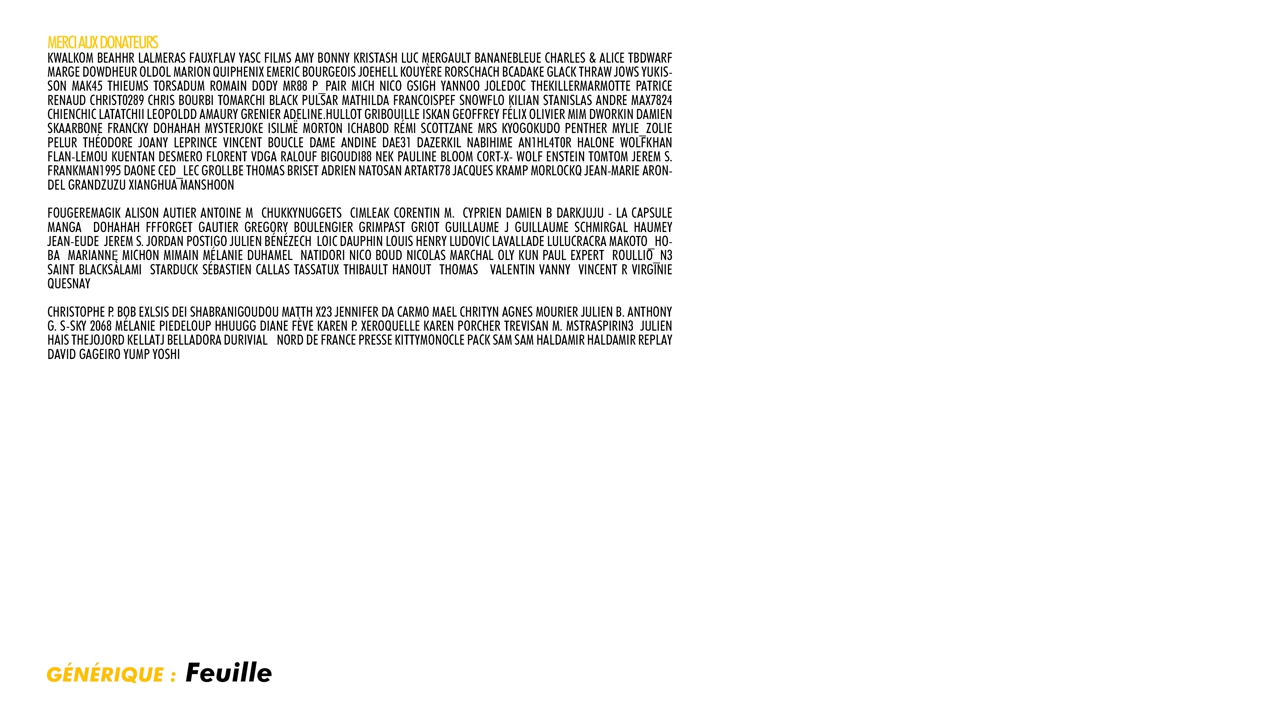 MERCI AUX DONATEURS
KWALKOM BEAHHR LALMERAS FAUXFLAV YASC FILMS AMY BONNY KRISTASH LUC MERGAULT BANANEBLEUE CHARLES & ALICE TBDWARF
MARGE DOWDHEUR OLDOL MARION QUIPHENIX EMERIC BOURGEOIS JOEHELL KOUYÈRE RORSCHACH BCADAKE GLACK THRAW JOWS YUKIS-
SON MAK45 THIEUMS TORSADUM ROMAIN DODY MR88 P_PAIR MICH NICO GSIGH YANNOO JOLEDOC THEKILLERMARMOTTE PATRICE
RENAUD CHRIST0289 CHRIS BOURBI TOMARCHI BLACK PULSAR MATHILDA FRANCOISPEF SNOWFLO KILIAN STANISLAS ANDRE MAX7824
CHIENCHIC LATATCHII LEOPOLDD AMAURY GRENIER ADELINE.HULLOT GRIBOUILLE ISKAN GEOFFREY FÉLIX OLIVIER MIM DWORKIN DAMIEN
SKAARBONE FRANCKY DOHAHAH MYSTERJOKE ISILMË MORTON ICHABOD RÉMI SCOTTZANE MRS KYOGOKUDO PENTHER MYLIE_ZOLIE
PELUR THÉODORE JOANY LEPRINCE VINCENT BOUCLE DAME ANDINE DAE31 DAZERKIL NABIHIME AN1HL4T0R HALONE WOLFKHAN
FLAN-LEMOU KUENTAN DESMERO FLORENT VDGA RALOUF BIGOUDI88 NEK PAULINE BLOOM CORT-X- WOLF ENSTEIN TOMTOM JEREM S.
FRANKMAN1995 DAONE CED_LEC GROLLBE THOMAS BRISET ADRIEN NATOSAN ARTART78 JACQUES KRAMP MORLOCKQ JEAN-MARIE ARON-
DEL GRANDZUZU XIANGHUA MANSHOON
FOUGEREMAGIK ALISON AUTIER ANTOINE M CHUKKYNUGGETS CIMLEAK CORENTIN M. CYPRIEN DAMIEN B DARKJUJU - LA CAPSULE
MANGA DOHAHAH FFFORGET GAUTIER GREGORY BOULENGIER GRIMPAST GRIOT GUILLAUME J GUILLAUME SCHMIRGAL HAUMEY
JEAN-EUDE JEREM S. JORDAN POSTIGO JULIEN BÉNÉZECH LOIC DAUPHIN LOUIS HENRY LUDOVIC LAVALLADE LULUCRACRA MAKOTO_HO-
BA MARIANNE MICHON MIMAIN MÉLANIE DUHAMEL NATIDORI NICO BOUD NICOLAS MARCHAL OLY KUN PAUL EXPERT ROULLIO_N3
SAINT BLACKSÀLAMI STARDUCK SÉBASTIEN CALLAS TASSATUX THIBAULT HANOUT THOMAS VALENTIN VANNY VINCENT R VIRGINIE
QUESNAY
CHRISTOPHE P. BOB EXLSIS DEI SHABRANIGOUDOU MATTH X23 JENNIFER DA CARMO MAEL CHRITYN AGNES MOURIER JULIEN B. ANTHONY
G. S-SKY 2068 MÉLANIE PIEDELOUP HHUUGG DIANE FÈVE KAREN P. XEROQUELLE KAREN PORCHER TREVISAN M. MSTRASPIRIN3 JULIEN
HAIS THEJOJORD KELLATJ BELLADORA DURIVIAL NORD DE FRANCE PRESSE KITTYMONOCLE PACK SAM SAM HALDAMIR HALDAMIR REPLAY
DAVID GAGEIRO YUMP YOSHI
GÉNÉRIQUE : Feuille